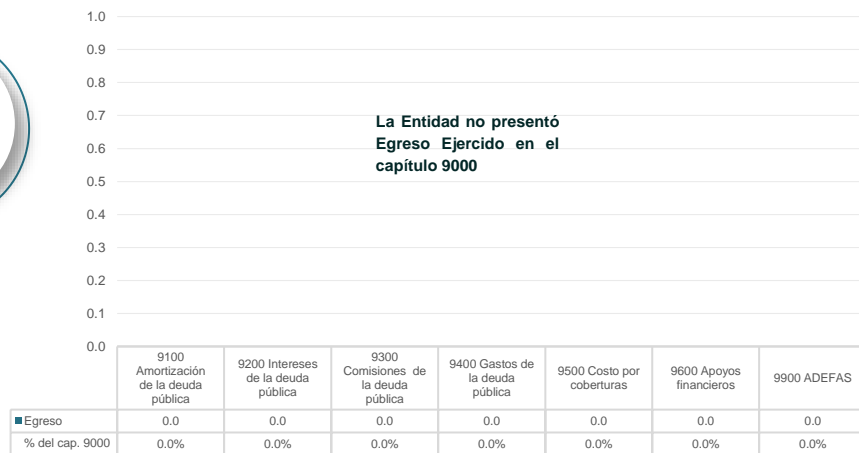 1.0
0.9
0.8
0.7
0.6
0.5
0.4
0.3
0.2
0.1
0.0
La Entidad no presentó
Egreso Ejercido en el
capítulo 9000
9100
Amortización
de la deuda
pública
9200 Intereses
de la deuda
pública
9300
Comisiones de
la deuda
pública
9400 Gastos de
la deuda
pública
9500 Costo por
coberturas
9600 Apoyos
financieros
9900 ADEFAS
Egreso 0.0 0.0 0.0 0.0 0.0 0.0 0.0
% del cap. 9000 0.0% 0.0% 0.0% 0.0% 0.0% 0.0% 0.0%